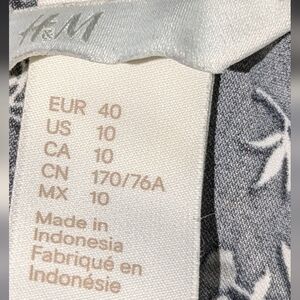 H&M
EUR 40
US 10
CA 10
CN 170/76A
MX 10
Made in
Indonesia
Fabriqué en
Indonésie